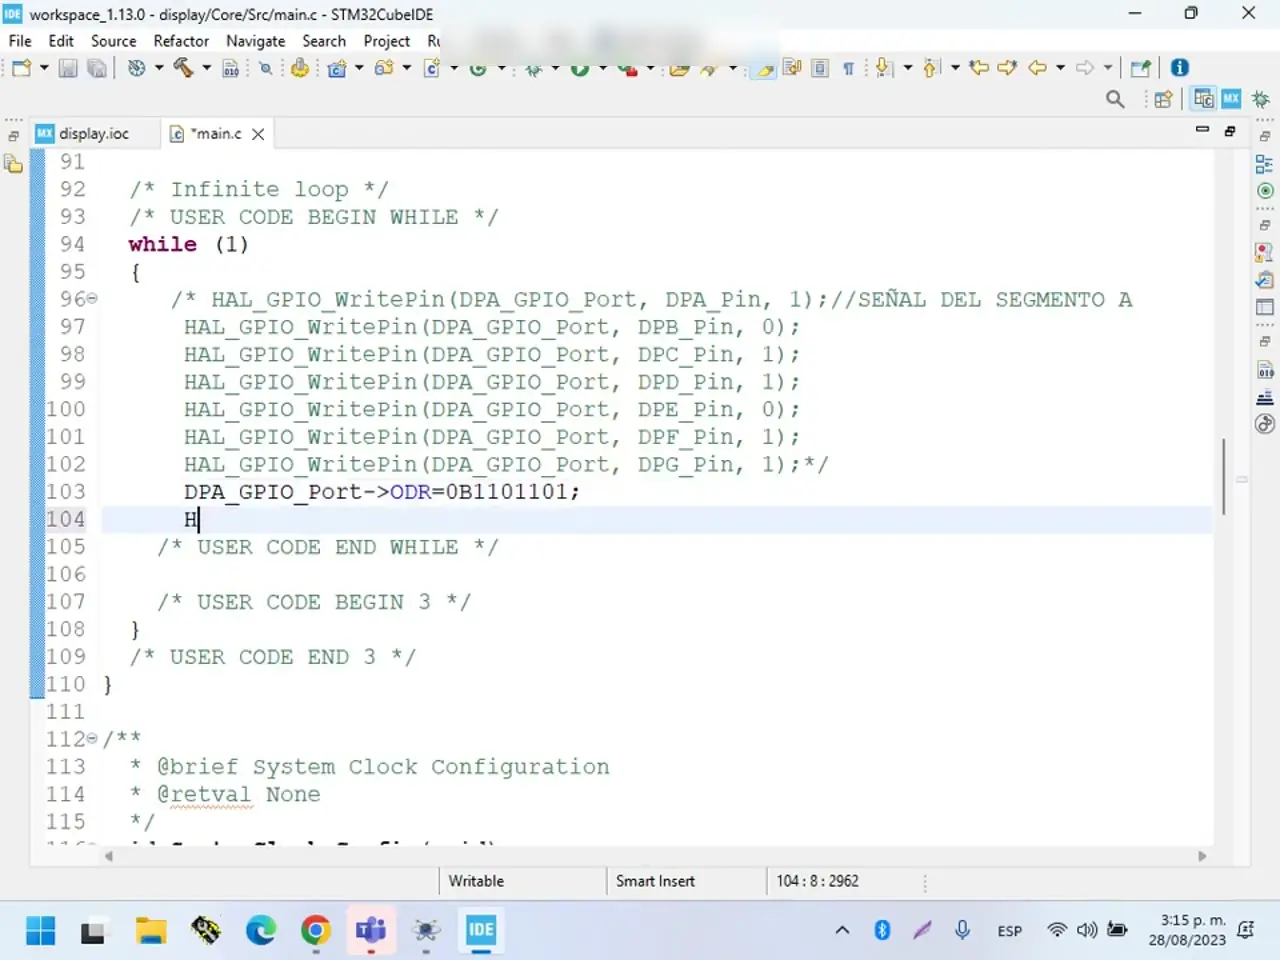 IDE workspace_1.13.0 - display/Core/Src/main.c - STM32CubeIDE
File Edit Source Refactor Navigate Search Project
MX display.ioc *main.c
91
92 /* Infinite loop */
93 /* USER CODE BEGIN WHILE */
94 while (1)
95 {
96 /* HAL_GPIO_WritePin(DPA_GPIO_Port, DPA_Pin, 1);//SEÑAL DEL SEGMENTO A
97 HAL_GPIO_WritePin(DPA_GPIO_Port, DPB_Pin, 0);
98 HAL_GPIO_WritePin(DPA_GPIO_Port, DPC_Pin, 1);
99 HAL_GPIO_WritePin(DPA_GPIO_Port, DPD_Pin, 1);
100 HAL_GPIO_WritePin(DPA_GPIO_Port, DPE_Pin, 0);
101 HAL_GPIO_WritePin(DPA_GPIO_Port, DPF_Pin, 1);
102 HAL_GPIO_WritePin(DPA_GPIO_Port, DPG_Pin, 1);*/
103 DPA_GPIO_Port->ODR=0B1101101;
104 H
105 /* USER CODE END WHILE */
106
107 /* USER CODE BEGIN 3 */
108 }
109 /* USER CODE END 3 */
110 }
111
112 /**
113 * @brief System Clock Configuration
114 * @retval None
115 */
Writable Smart Insert 104 : 8 : 2962
IDE ESP 3:15 p. m.
28/08/2023